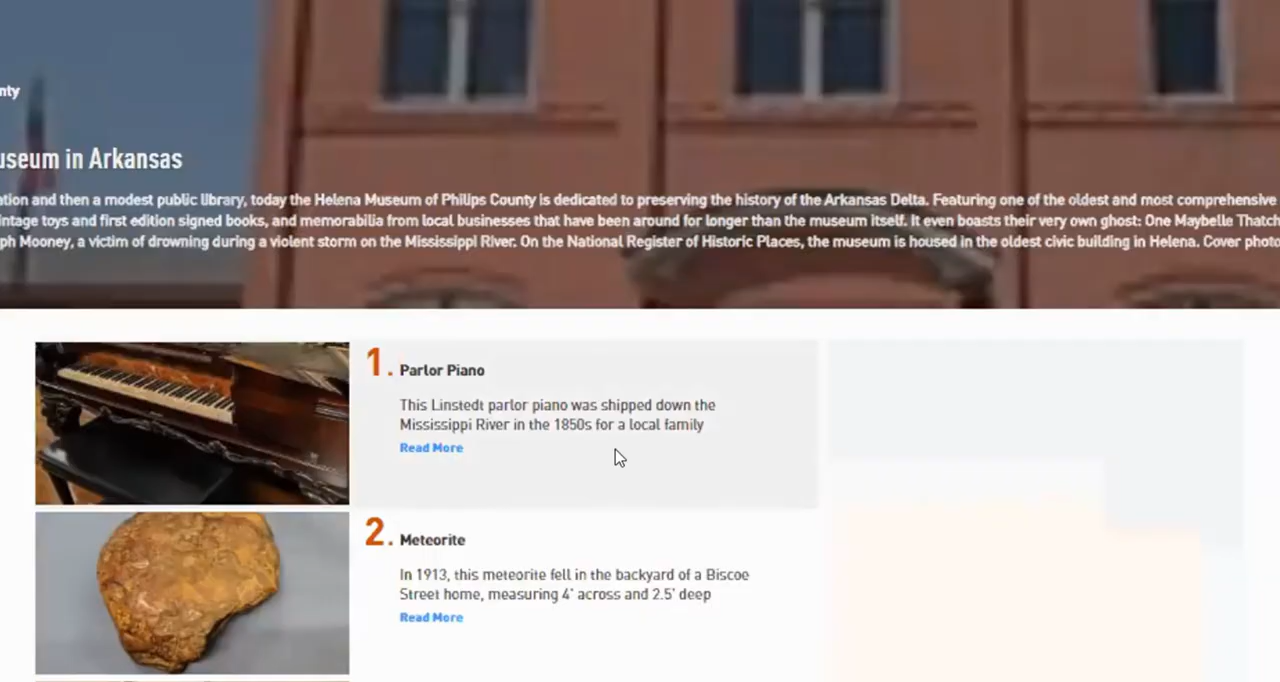 nty
useum in Arkansas
ation and then a modest public library, today the Helena Museum of Philips County is dedicated to preserving the history of the Arkansas Delta. Featuring one of the oldest and most comprehensive
intage toys and first edition signed books, and memorabilia from local businesses that have been around for longer than the museum itself. It even boasts their very own ghost: One Maybelle Thatch
ph Mooney, a victim of drowning during a violent storm on the Mississippi River. On the National Register of Historic Places, the museum is housed in the oldest civic building in Helena. Cover photo
1. Parlor Piano
This Linstedt parlor piano was shipped down the
Mississippi River in the 1850s for a local family
Read More
2. Meteorite
In 1913, this meteorite fell in the backyard of a Biscoe
Street home, measuring 4' across and 2.5' deep
Read More